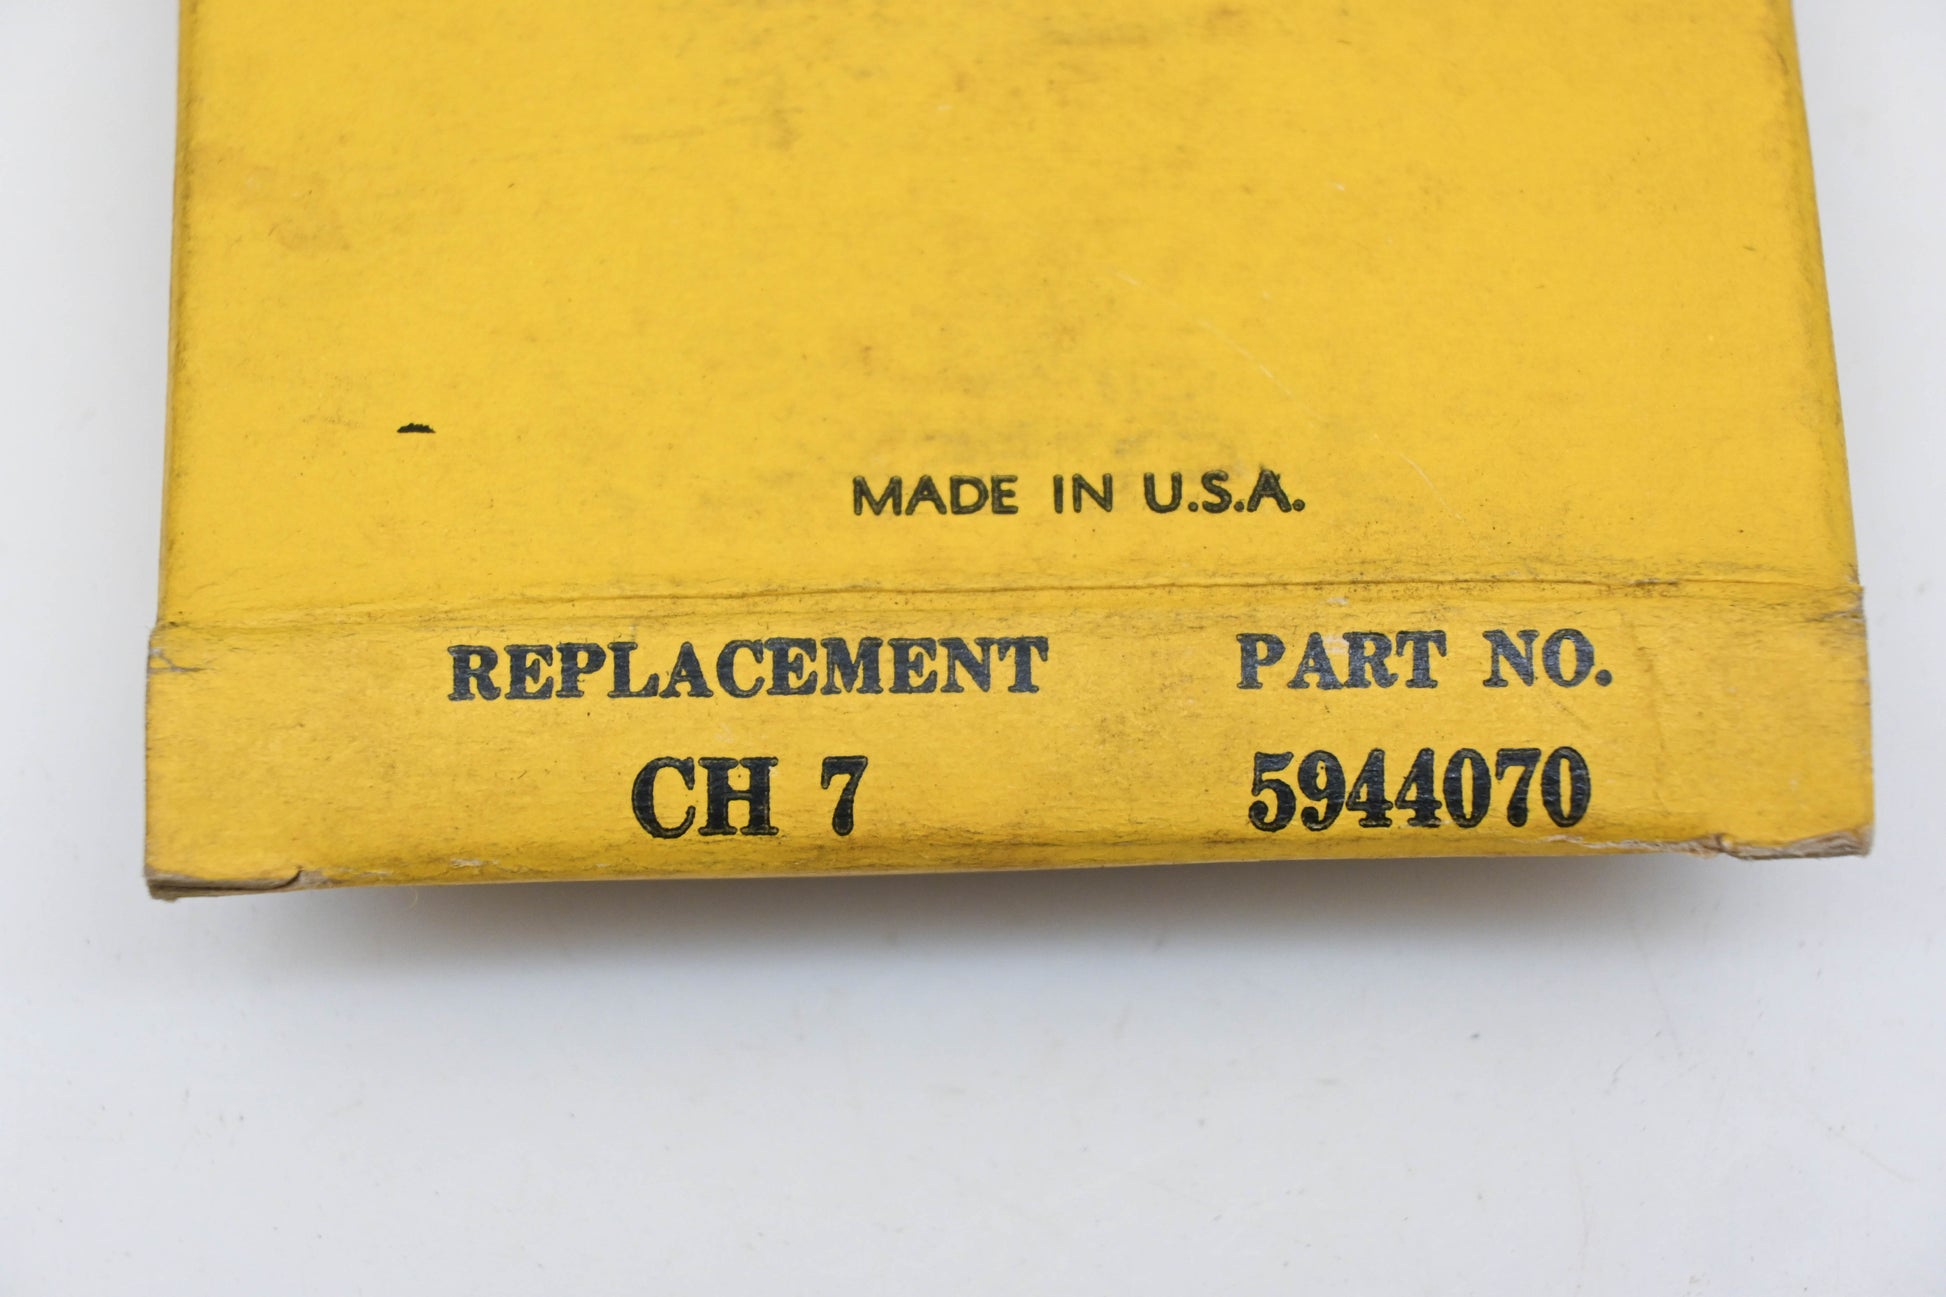 MADE IN U.S.A.
REPLACEMENT PART NO.
CH 7 5944070